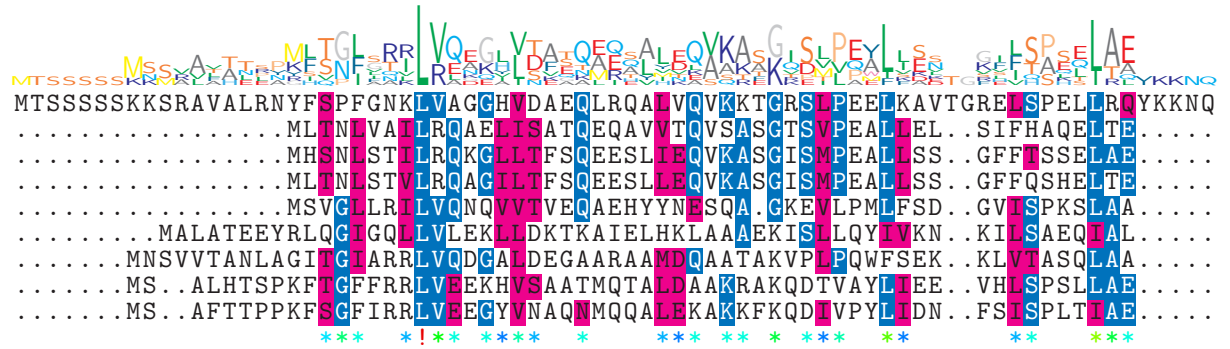 MTSSSSSSKKSRAVALRNYFSPFGNKLVAGGHVDAEQLRQALVQVKKTGRSLPEELKAVTGRELSPELLRQYKKNQ
..................MLTNLVAILRQAELISATQEQAVVTQVSASGTSVPEALLEL..SIFHAQELTE.....
..................MHSNLSTILRQKGLLTFSQEESLIEQVKASGISMPEALLSS..GFFTSSELAE.....
..................MLTNLSTVLRQAGILTFSQEESLLEQVKASGISMPEALLSS..GFFQSHELTE.....
..................MSVGLLRILVQNQVVTVEQAEHYYNESQA.GKEVLPMLFSD..GVISPKSLAA.....
..........MALATEEYRLQGIGQLLVLEKLLDKTKAIELHKLAAAEKISLLQYIVKN..KILSAEQIAL.....
........MNSVVTANLAGITGIARRLVQDGALDEGAARAAMDQAATAKVPLPQWFSEK..KLVTASQLAA.....
........MS..ALHTSPKFTGFFRRLVEEKHVSAATMQTALDAAKRAKQDTVAYLIEE..VHLSPSLLAE.....
........MS..AFTTPPKFSGFIRRLVEEGYVNAQNMQQALEKAKKFKQDIVPYLIDN..FSISPLTIAE.....